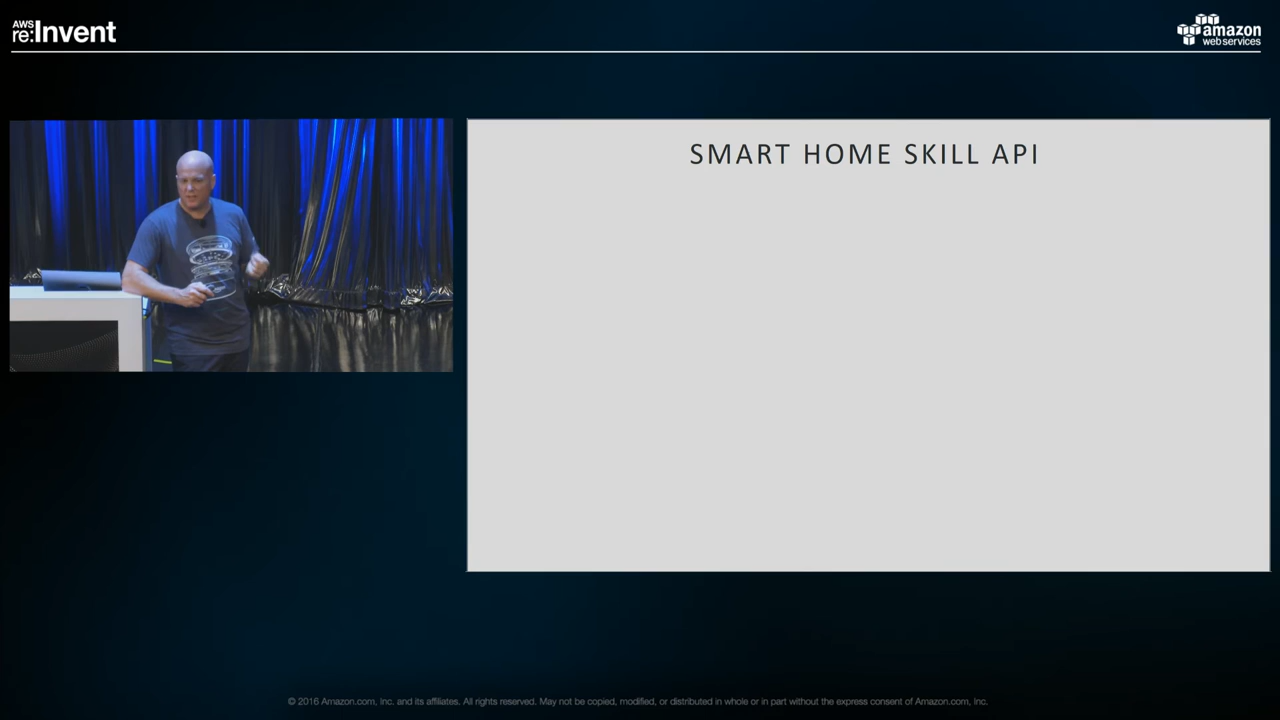 AWS
re:Invent
amazon
web services
SMART HOME SKILL API
© 2016 Amazon.com, Inc. and its affiliates. All rights reserved. May not be copied, modified, or distributed in whole or in part without the express consent of Amazon.com, Inc.